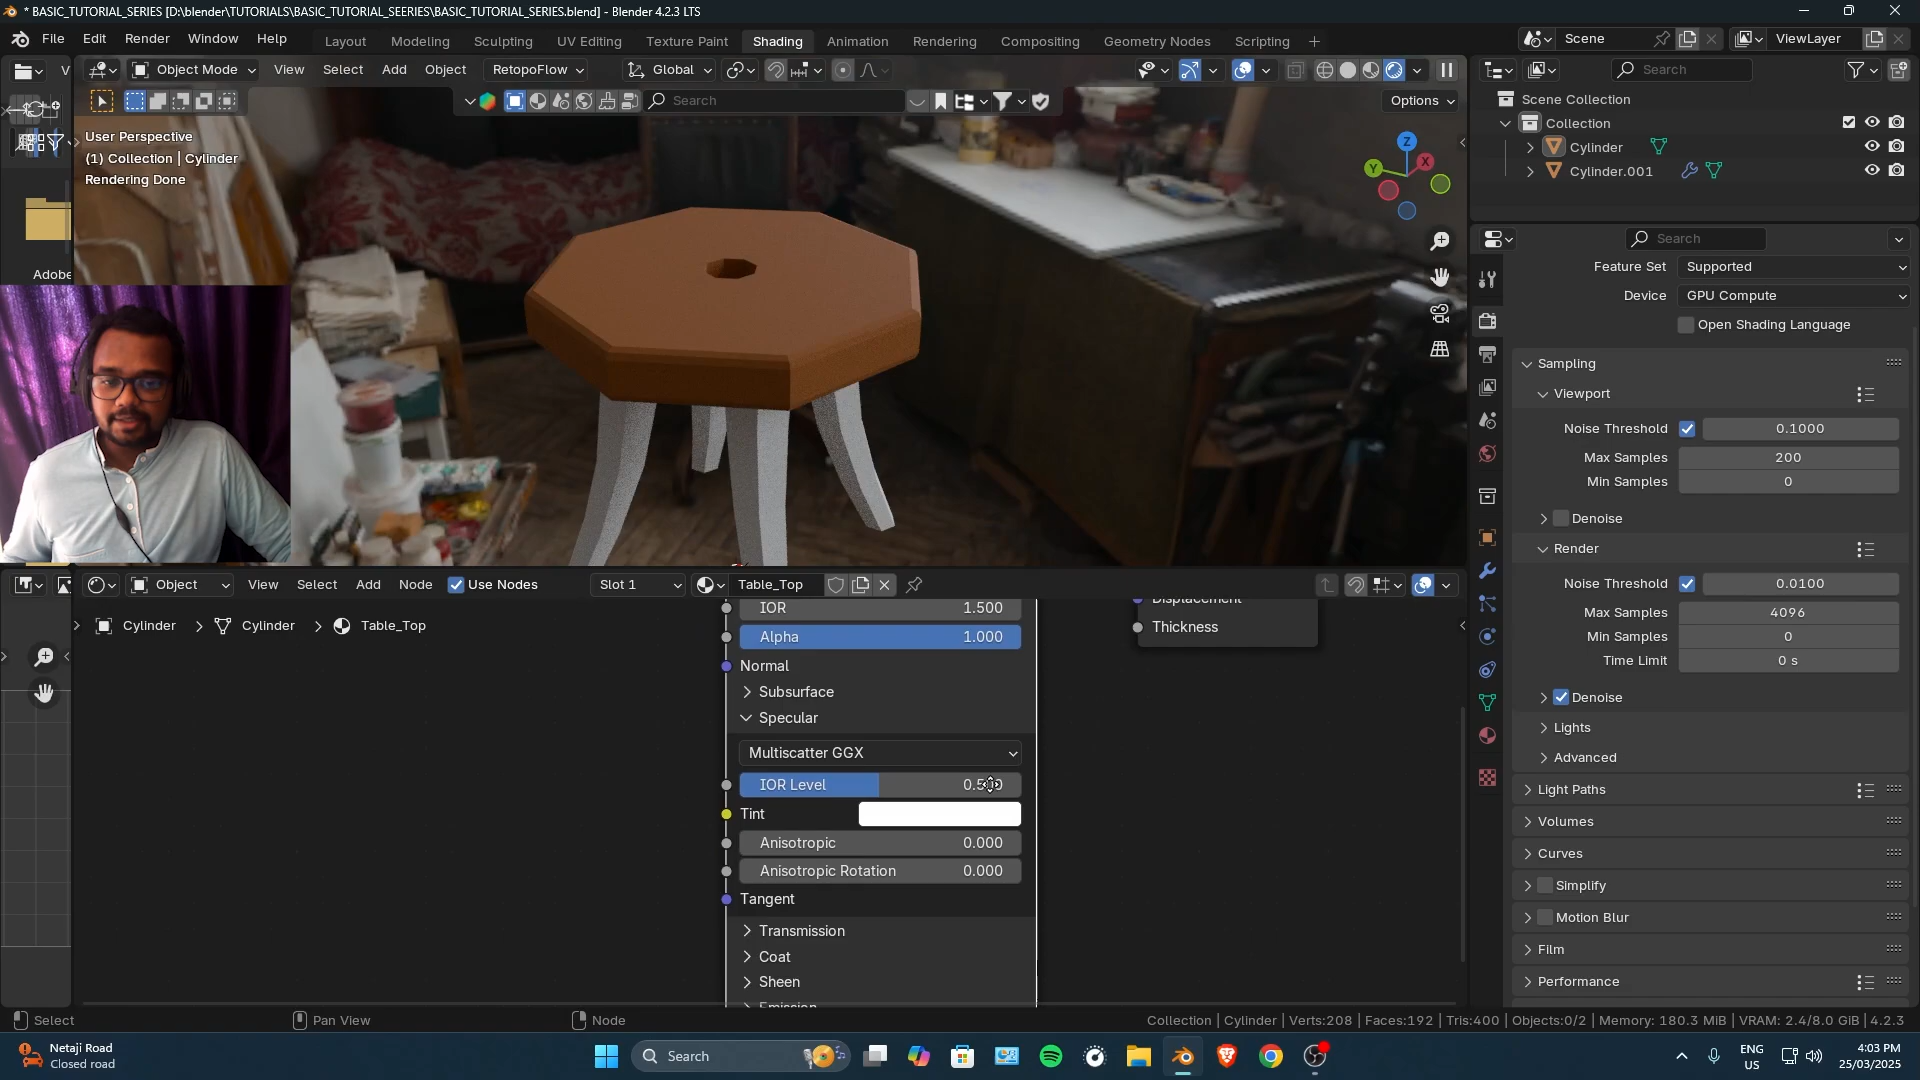 * BASIC_TUTORIAL_SERIES [D:\blender\TUTORIALS\BASIC_TUTORIAL_SEERIES\BASIC_TUTORIAL_SERIES.blend] - Blender 4.2.3 LTS
File Edit Render Window Help Layout Modeling Sculpting UV Editing Texture Paint Shading Animation Rendering Compositing Geometry Nodes Scripting + Scene ViewLayer
V Object Mode View Select Add Object RetopoFlow Global Search
Search Options
User Perspective
(1) Collection | Cylinder
Rendering Done
Z
X
Y
Adobe
Scene Collection
Collection
Cylinder
Cylinder.001
Search
Feature Set Supported
Device GPU Compute
Open Shading Language
Sampling
Viewport
Noise Threshold 0.1000
Max Samples 200
Min Samples 0
Denoise
Render
Noise Threshold 0.0100
Max Samples 4096
Min Samples 0
Time Limit 0 s
Denoise
Lights
Advanced
Light Paths
Volumes
Curves
Simplify
Motion Blur
Film
Performance
Object View Select Add Node Use Nodes Slot 1 Table_Top
Cylinder > Cylinder > Table_Top
IOR 1.500
Alpha 1.000
Normal
Subsurface
Specular
Multiscatter GGX
IOR Level
Tint
Anisotropic 0.000
Anisotropic Rotation 0.000
Tangent
Transmission
Coat
Sheen
Emission
Displacement
Thickness
Select Pan View Node Collection | Cylinder | Verts:208 | Faces:192 | Tris:400 | Objects:0/2 | Memory: 180.3 MiB | VRAM: 2.4/8.0 GiB | 4.2.3
Netaji Road
Closed road
Search
ENG
US
4:03 PM
25/03/2025